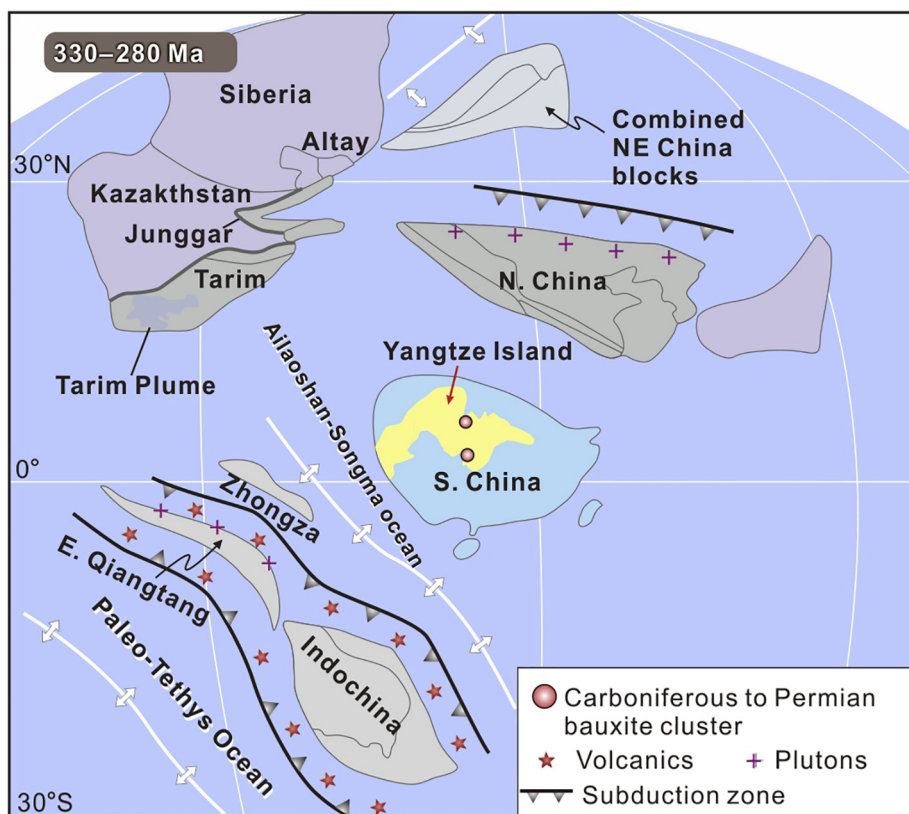 330–280 Ma
Siberia
Altay
Combined
NE China
blocks
30°N
Kazakthstan
Junggar
Tarim
N. China
Tarim Plume
Yangtze Island
Ailaoshan-Songma ocean
S. China
0°
Zhongza
E. Qiangtang
Paleo-Tethys Ocean
Indochina
30°S
Carboniferous to Permian
bauxite cluster
Volcanics
Plutons
Subduction zone